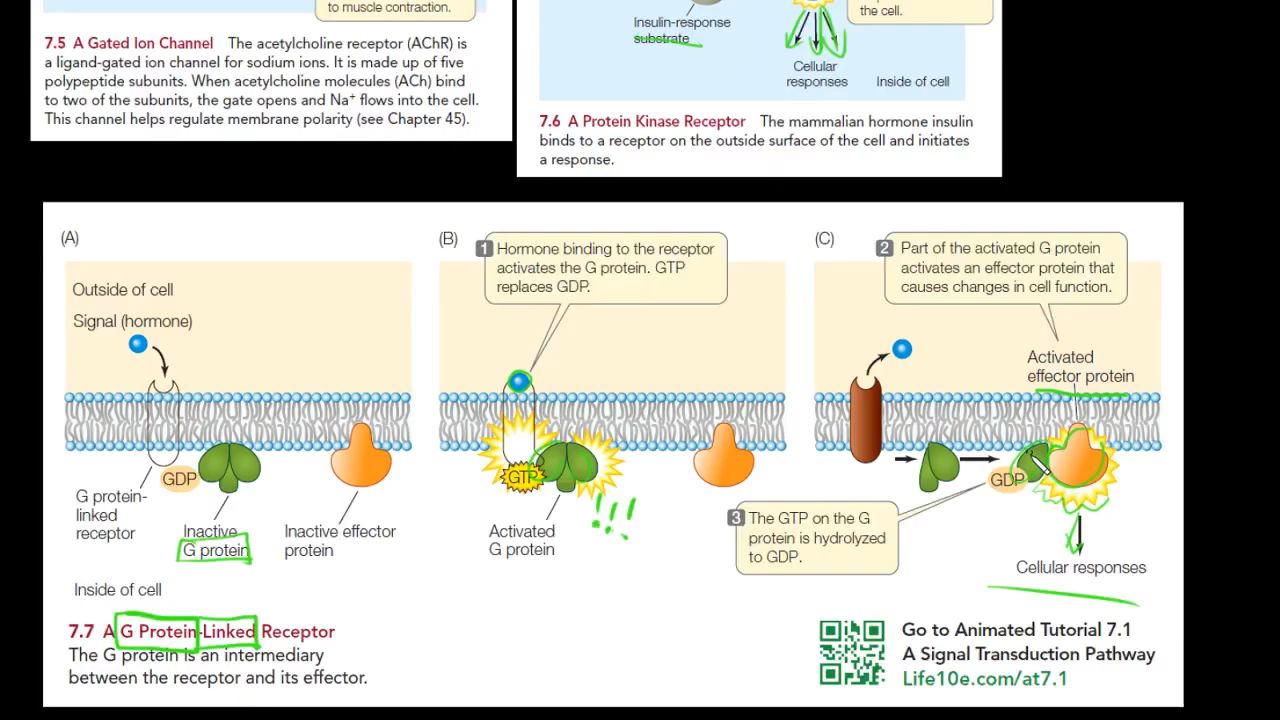 to muscle contraction.
7.5 A Gated Ion Channel The acetylcholine receptor (AChR) is
a ligand-gated ion channel for sodium ions. It is made up of five
polypeptide subunits. When acetylcholine molecules (ACh) bind
to two of the subunits, the gate opens and Na⁺ flows into the cell.
This channel helps regulate membrane polarity (see Chapter 45).
the cell.
Insulin-response
substrate
Cellular
responses
Inside of cell
7.6 A Protein Kinase Receptor The mammalian hormone insulin
binds to a receptor on the outside surface of the cell and initiates
a response.
(A)
Outside of cell
Signal (hormone)
GDP
G protein-
linked
receptor
Inactive
G protein
Inactive effector
protein
Inside of cell
(B)
1 Hormone binding to the receptor
activates the G protein. GTP
replaces GDP.
GTP
Activated
G protein
!!!
(C)
2 Part of the activated G protein
activates an effector protein that
causes changes in cell function.
Activated
effector protein
GDP
3 The GTP on the G
protein is hydrolyzed
to GDP.
Cellular responses
7.7 A G Protein-Linked Receptor
The G protein is an intermediary
between the receptor and its effector.
Go to Animated Tutorial 7.1
A Signal Transduction Pathway
Life10e.com/at7.1